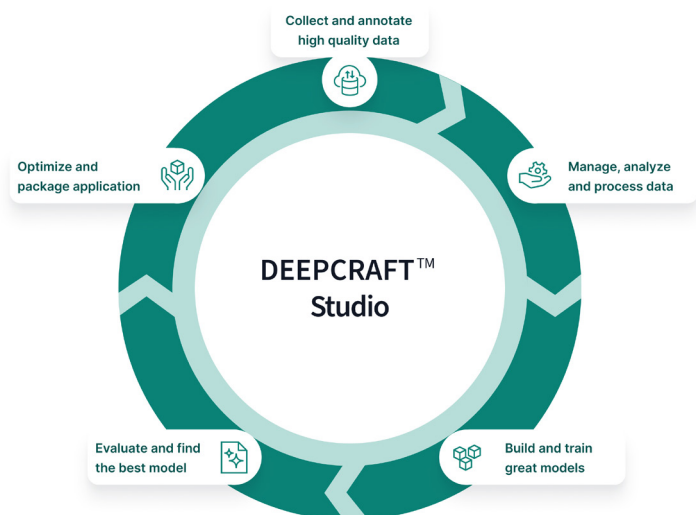 Collect and annotate
high quality data
Manage, analyze
and process data
Build and train
great models
Evaluate and find
the best model
Optimize and
package application
DEEPCRAFT™
Studio